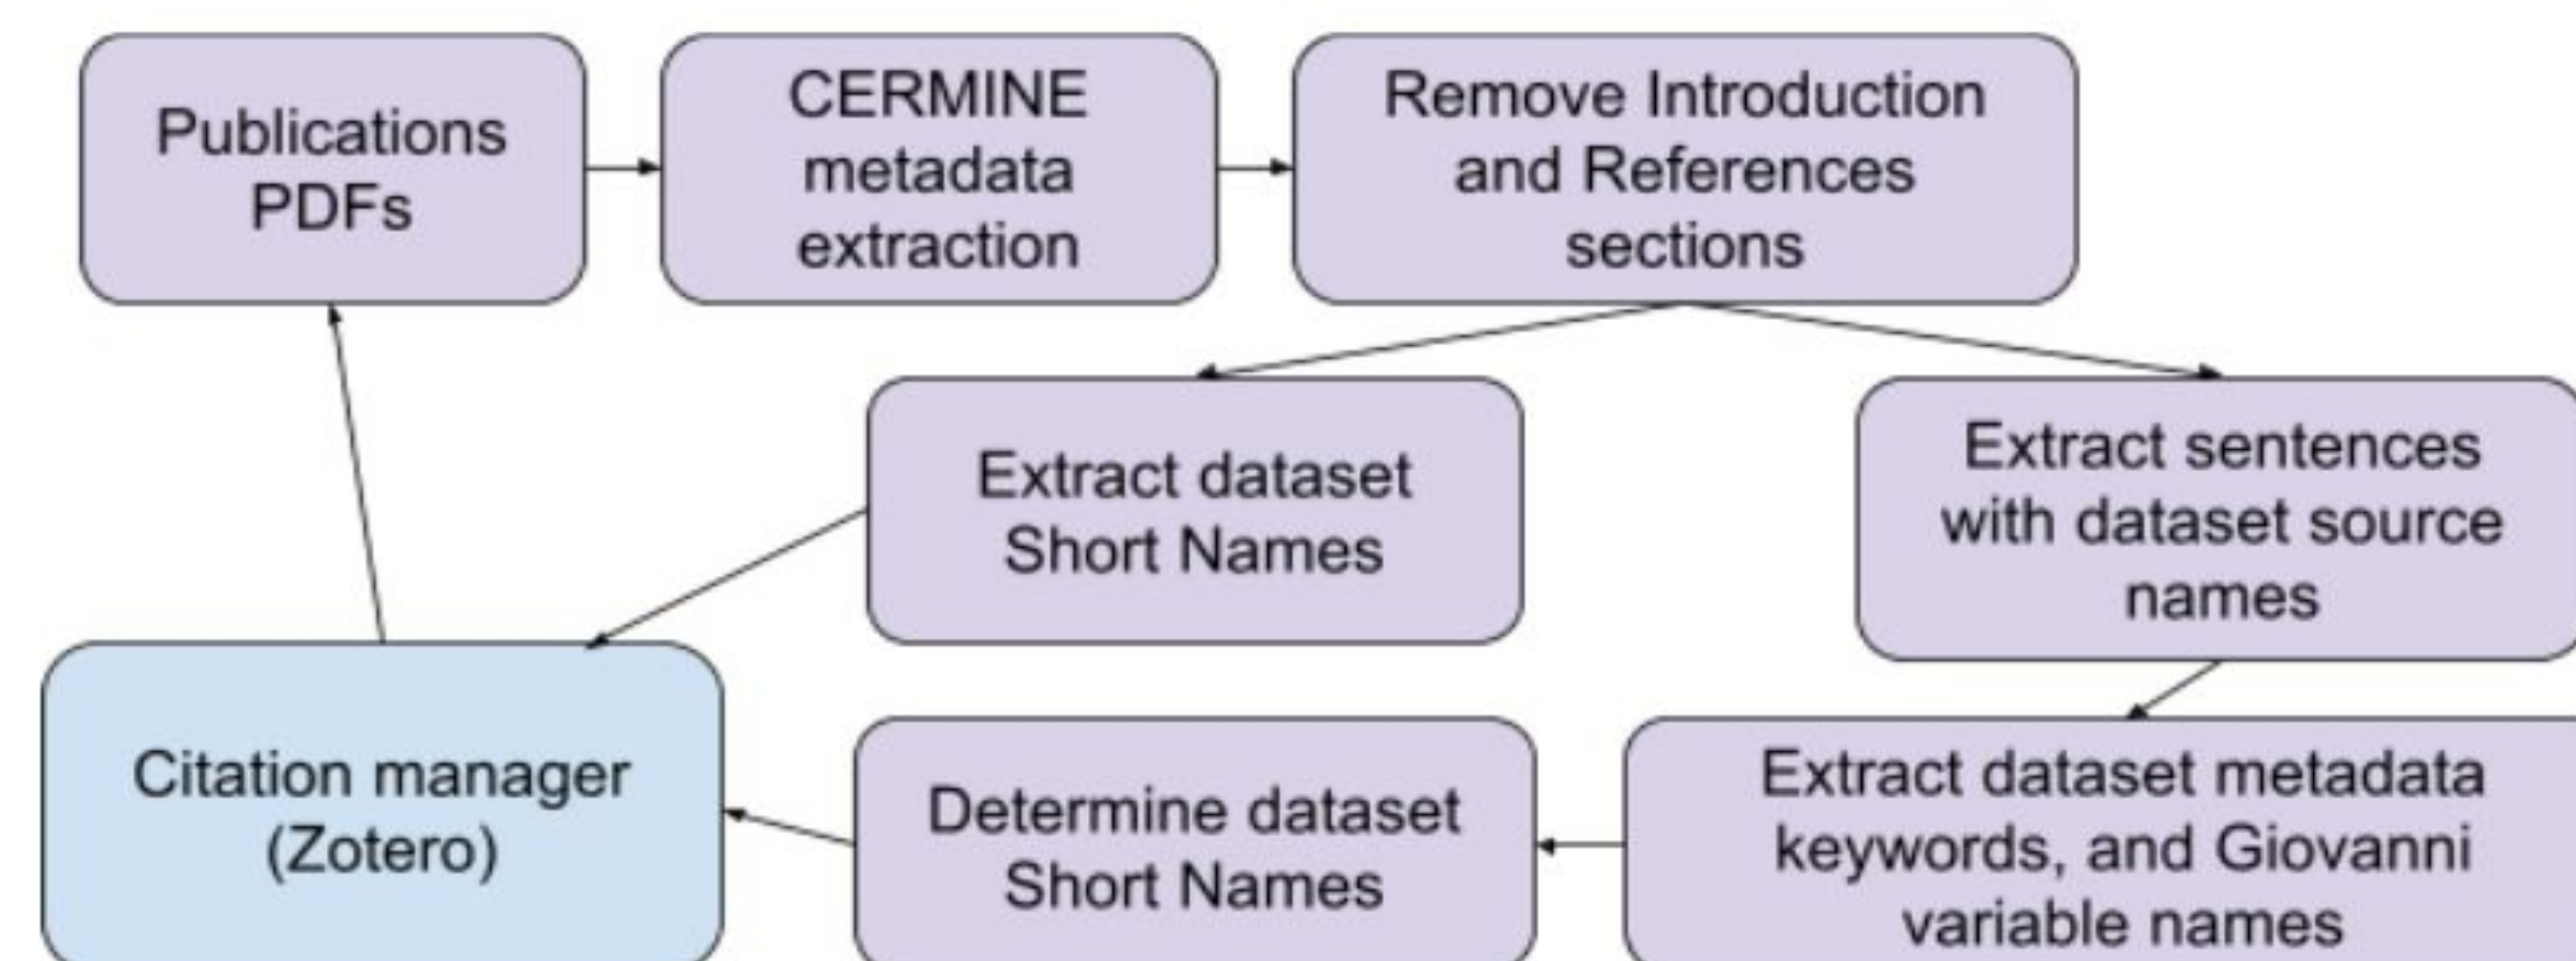 Publications
PDFs
CERMINE
metadata
extraction
Remove Introduction
and References
sections
Extract dataset
Short Names
Extract sentences
with dataset source
names
Citation manager
(Zotero)
Determine dataset
Short Names
Extract dataset metadata
keywords, and Giovanni
variable names